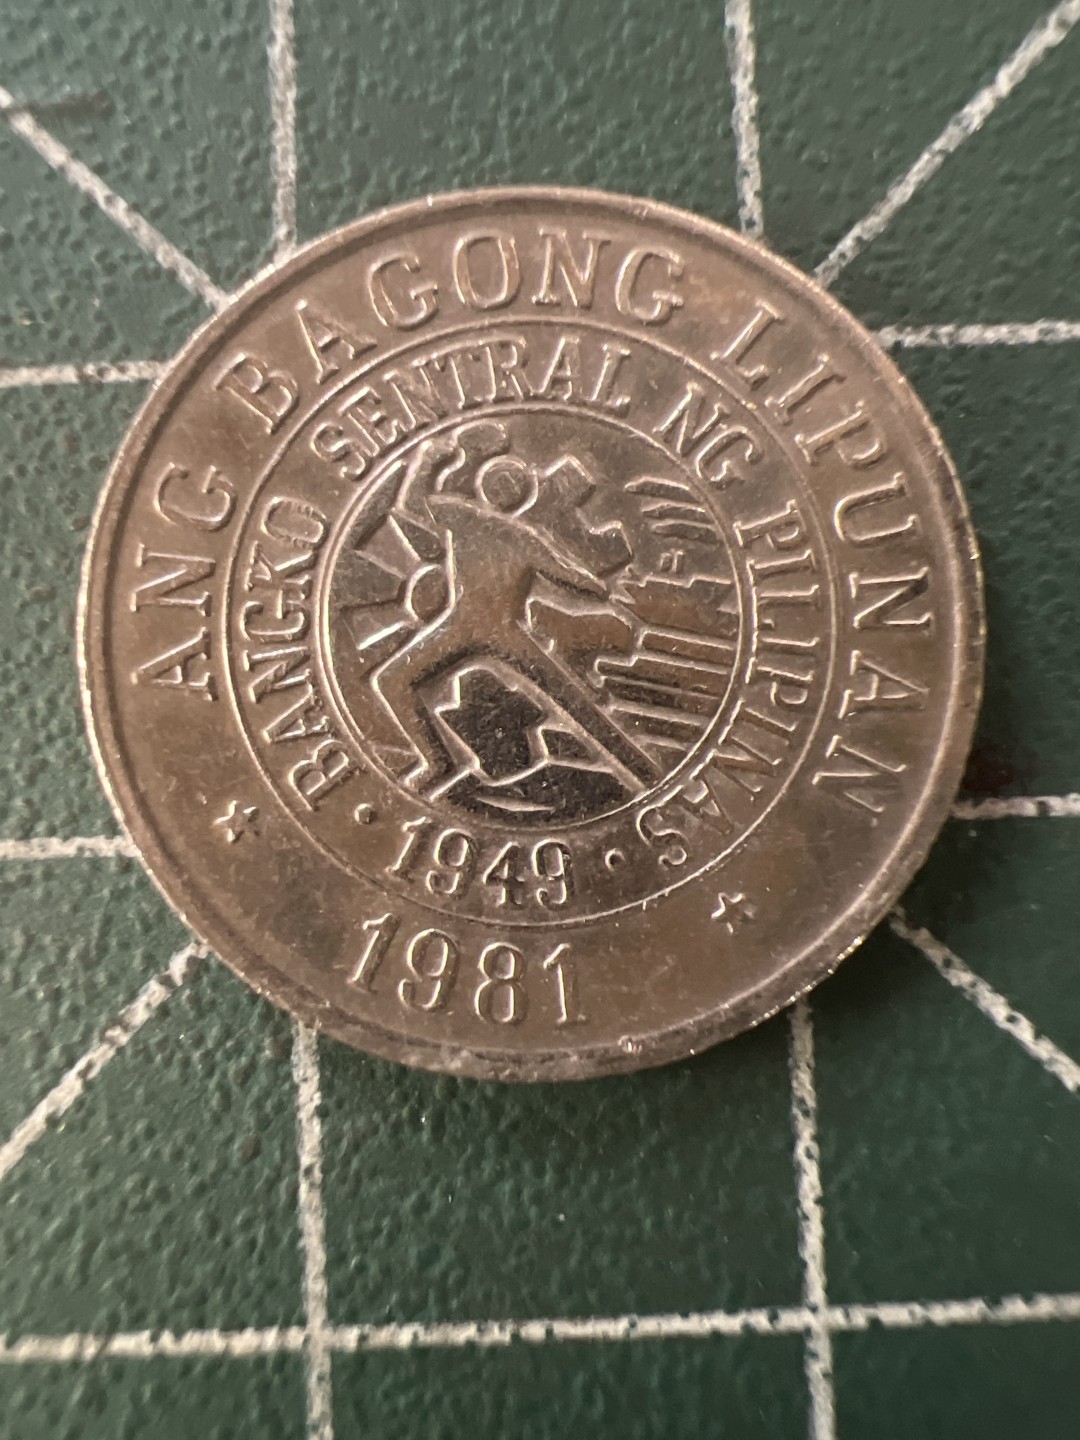 ANG BAGONG LIPUNAN
BANGKO SENTRAL NG PILIPINAS
· 1949 ·
1981